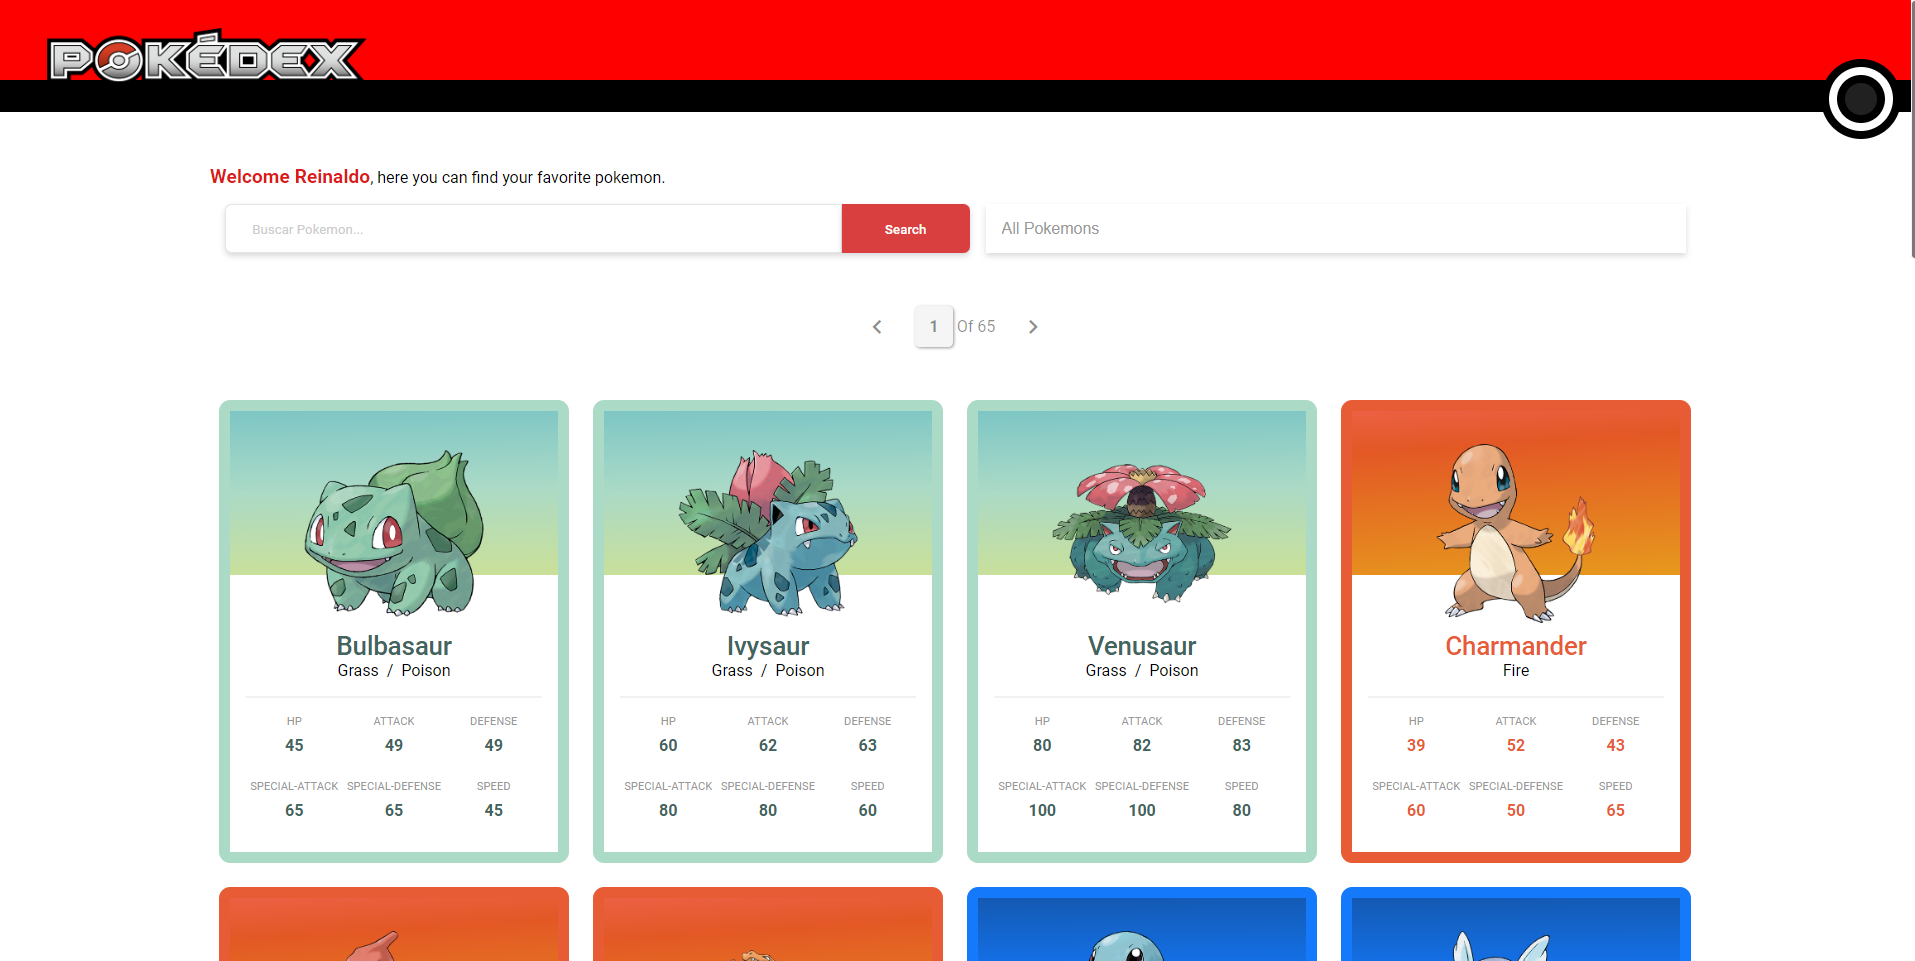 POKÉDEX
Welcome Reinaldo, here you can find your favorite pokemon.
Buscar Pokemon...
Search
All Pokemons
1 Of 65
Bulbasaur
Grass / Poison
HP ATTACK DEFENSE
45 49 49
SPECIAL-ATTACK SPECIAL-DEFENSE SPEED
65 65 45
Ivysaur
Grass / Poison
HP ATTACK DEFENSE
60 62 63
SPECIAL-ATTACK SPECIAL-DEFENSE SPEED
80 80 60
Venusaur
Grass / Poison
HP ATTACK DEFENSE
80 82 83
SPECIAL-ATTACK SPECIAL-DEFENSE SPEED
100 100 80
Charmander
Fire
HP ATTACK DEFENSE
39 52 43
SPECIAL-ATTACK SPECIAL-DEFENSE SPEED
60 50 65